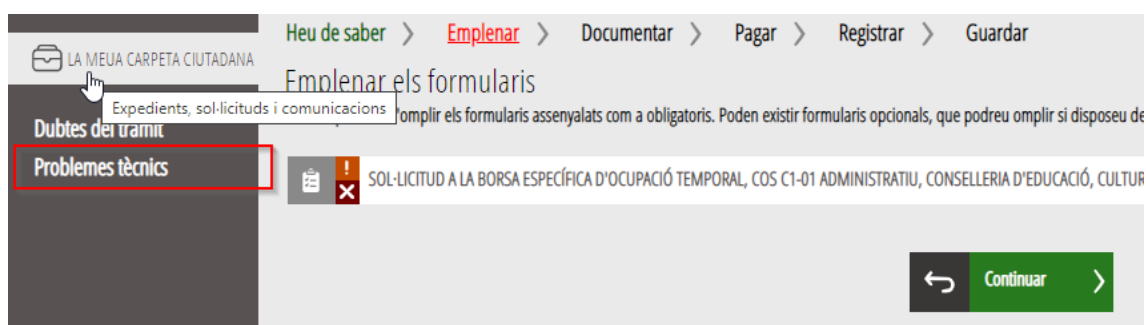 Heu de saber > Emplenar > Documentar > Pagar > Registrar > Guardar
LA MEUA CARPETA CIUTADANA
Emplenar els formularis
Expedients, sol·licituds i comunicacions
omplir els formularis assenyalats com a obligatoris. Poden existir formularis opcionals, que podreu omplir si disposeu de
Dubtes del tràmit
Problemes tècnics
SOL·LICITUD A LA BORSA ESPECÍFICA D'OCUPACIÓ TEMPORAL, COS C1-01 ADMINISTRATIU, CONSELLERIA D'EDUCACIÓ, CULTUR
Continuar